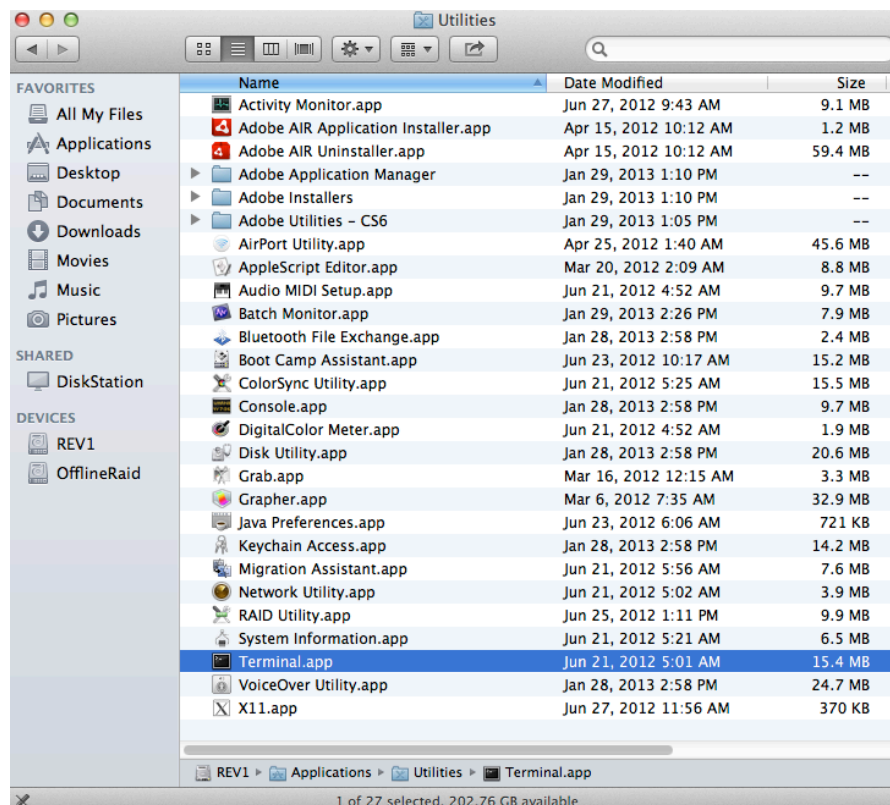 Utilities
FAVORITES
All My Files
Applications
Desktop
Documents
Downloads
Movies
Music
Pictures
SHARED
DiskStation
DEVICES
REV1
OfflineRaid
Name Date Modified Size
Activity Monitor.app Jun 27, 2012 9:43 AM 9.1 MB
Adobe AIR Application Installer.app Apr 15, 2012 10:12 AM 1.2 MB
Adobe AIR Uninstaller.app Apr 15, 2012 10:12 AM 59.4 MB
Adobe Application Manager Jan 29, 2013 1:10 PM --
Adobe Installers Jan 29, 2013 1:10 PM --
Adobe Utilities – CS6 Jan 29, 2013 1:05 PM --
AirPort Utility.app Apr 25, 2012 1:40 AM 45.6 MB
AppleScript Editor.app Mar 20, 2012 2:09 AM 8.8 MB
Audio MIDI Setup.app Jun 21, 2012 4:52 AM 9.7 MB
Batch Monitor.app Jan 29, 2013 2:26 PM 7.9 MB
Bluetooth File Exchange.app Jan 28, 2013 2:58 PM 2.4 MB
Boot Camp Assistant.app Jun 23, 2012 10:17 AM 15.2 MB
ColorSync Utility.app Jun 21, 2012 5:25 AM 15.5 MB
Console.app Jan 28, 2013 2:58 PM 9.7 MB
DigitalColor Meter.app Jun 21, 2012 4:52 AM 1.9 MB
Disk Utility.app Jan 28, 2013 2:58 PM 20.6 MB
Grab.app Mar 16, 2012 12:15 AM 3.3 MB
Grapher.app Mar 6, 2012 7:35 AM 32.9 MB
Java Preferences.app Jun 23, 2012 6:06 AM 721 KB
Keychain Access.app Jan 28, 2013 2:58 PM 14.2 MB
Migration Assistant.app Jun 21, 2012 5:56 AM 7.6 MB
Network Utility.app Jun 21, 2012 5:02 AM 3.9 MB
RAID Utility.app Jun 25, 2012 1:11 PM 9.9 MB
System Information.app Jun 21, 2012 5:21 AM 6.5 MB
Terminal.app Jun 21, 2012 5:01 AM 15.4 MB
VoiceOver Utility.app Jan 28, 2013 2:58 PM 24.7 MB
X11.app Jun 27, 2012 11:56 AM 370 KB
REV1 ▸ Applications ▸ Utilities ▸ Terminal.app
1 of 27 selected, 202.76 GB available